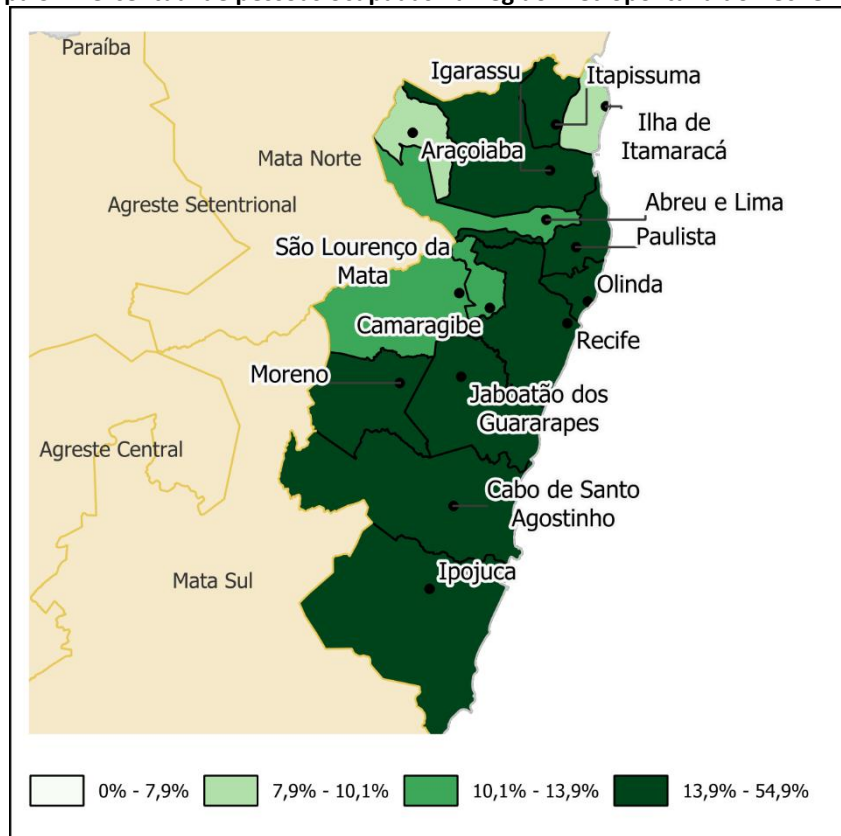 Paraíba
Igarassu
Itapissuma
Ilha de
Itamaracá
Mata Norte
Araçoiaba
Agreste Setentrional
Abreu e Lima
Paulista
São Lourenço da
Mata
Olinda
Camaragibe
Recife
Moreno
Jaboatão dos
Guararapes
Agreste Central
Cabo de Santo
Agostinho
Mata Sul
Ipojuca
0% - 7,9%
7,9% - 10,1%
10,1% - 13,9%
13,9% - 54,9%